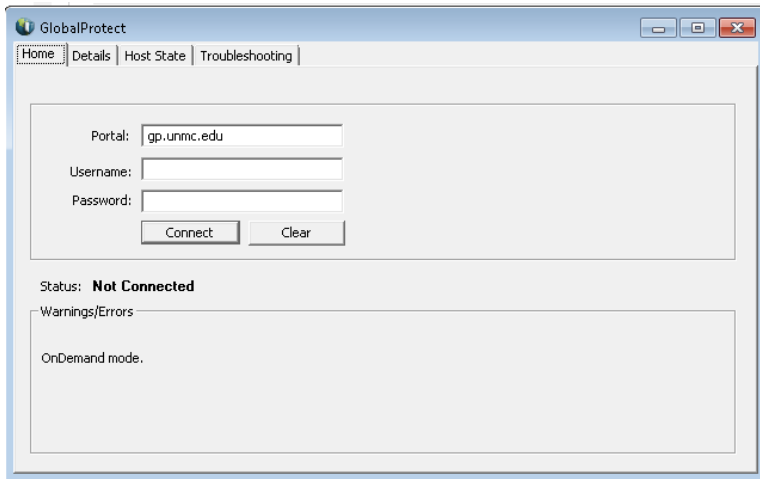 GlobalProtect
Home Details Host State Troubleshooting
Portal: gp.unmc.edu
Username:
Password:
Connect Clear
Status: Not Connected
Warnings/Errors
OnDemand mode.